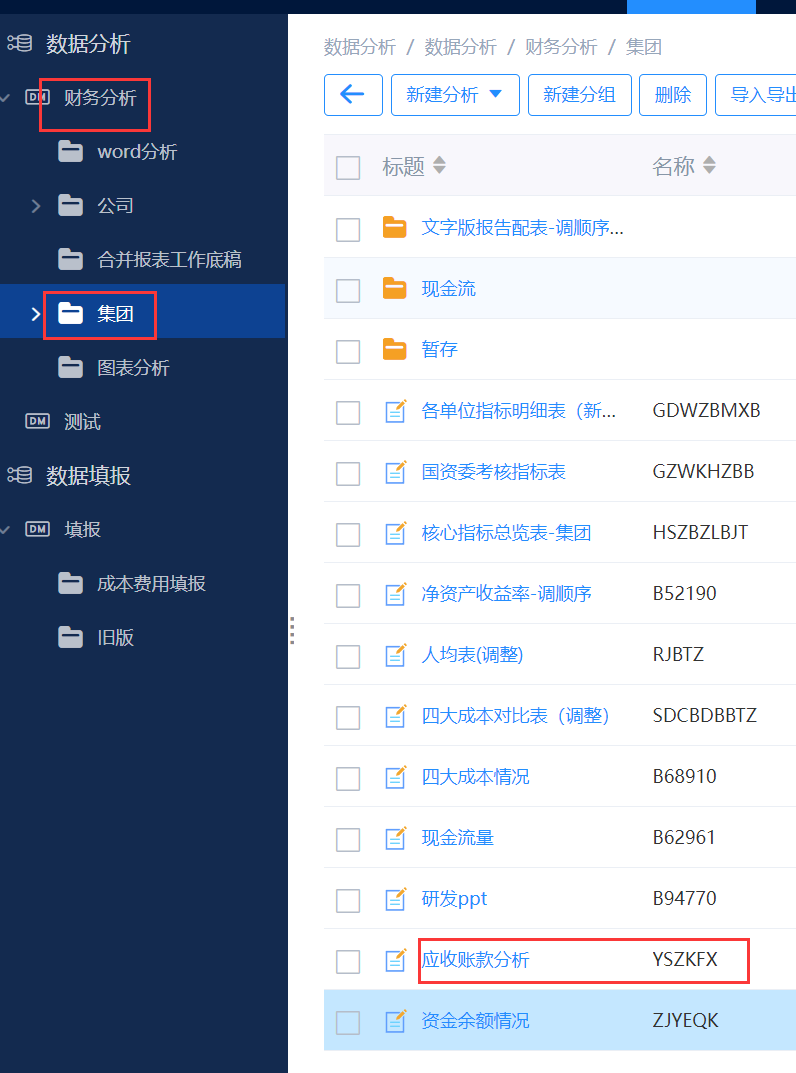 数据分析
DM 财务分析
word分析
公司
合并报表工作底稿
集团
图表分析
DM 测试
数据填报
DM 填报
成本费用填报
旧版
数据分析 / 数据分析 / 财务分析 / 集团
新建分析 新建分组 删除 导入导出
标题 名称
文字版报告配表-调顺序...
现金流
暂存
各单位指标明细表（新... GDWZBMXB
国资委考核指标表 GZWKHZBB
核心指标总览表-集团 HSZBZLBJT
净资产收益率-调顺序 B52190
人均表(调整) RJBTZ
四大成本对比表（调整） SDCBDBBTZ
四大成本情况 B68910
现金流量 B62961
研发ppt B94770
应收账款分析 YSZKFX
资金余额情况 ZJYEQK